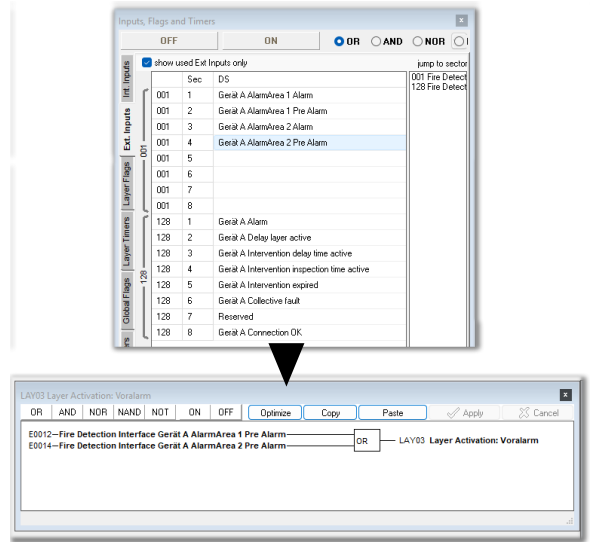 Inputs, Flags and Timers x
OFF ON OR AND NOR
show used Ext Inputs only jump to sector
Sec DS
001 Fire Detect
128 Fire Detect
001 1 Gerät A AlarmArea 1 Alarm
001 2 Gerät A AlarmArea 1 Pre Alarm
001 3 Gerät A AlarmArea 2 Alarm
001 4 Gerät A AlarmArea 2 Pre Alarm
001 5
001 6
001 7
001 8
128 1 Gerät A Alarm
128 2 Gerät A Delay layer active
128 3 Gerät A Intervention delay time active
128 4 Gerät A Intervention inspection time active
128 5 Gerät A Intervention expired
128 6 Gerät A Collective fault
128 7 Reserved
128 8 Gerät A Connection OK
Int. Inputs
Ext. Inputs
Layer Flags
Layer Timers
Global Flags
001
128
LAY03 Layer Activation: Voralarm x
OR AND NOR NAND NOT ON OFF Optimize Copy Paste Apply Cancel
E0012 Fire Detection Interface Gerät A AlarmArea 1 Pre Alarm
E0014 Fire Detection Interface Gerät A AlarmArea 2 Pre Alarm
OR LAY03 Layer Activation: Voralarm